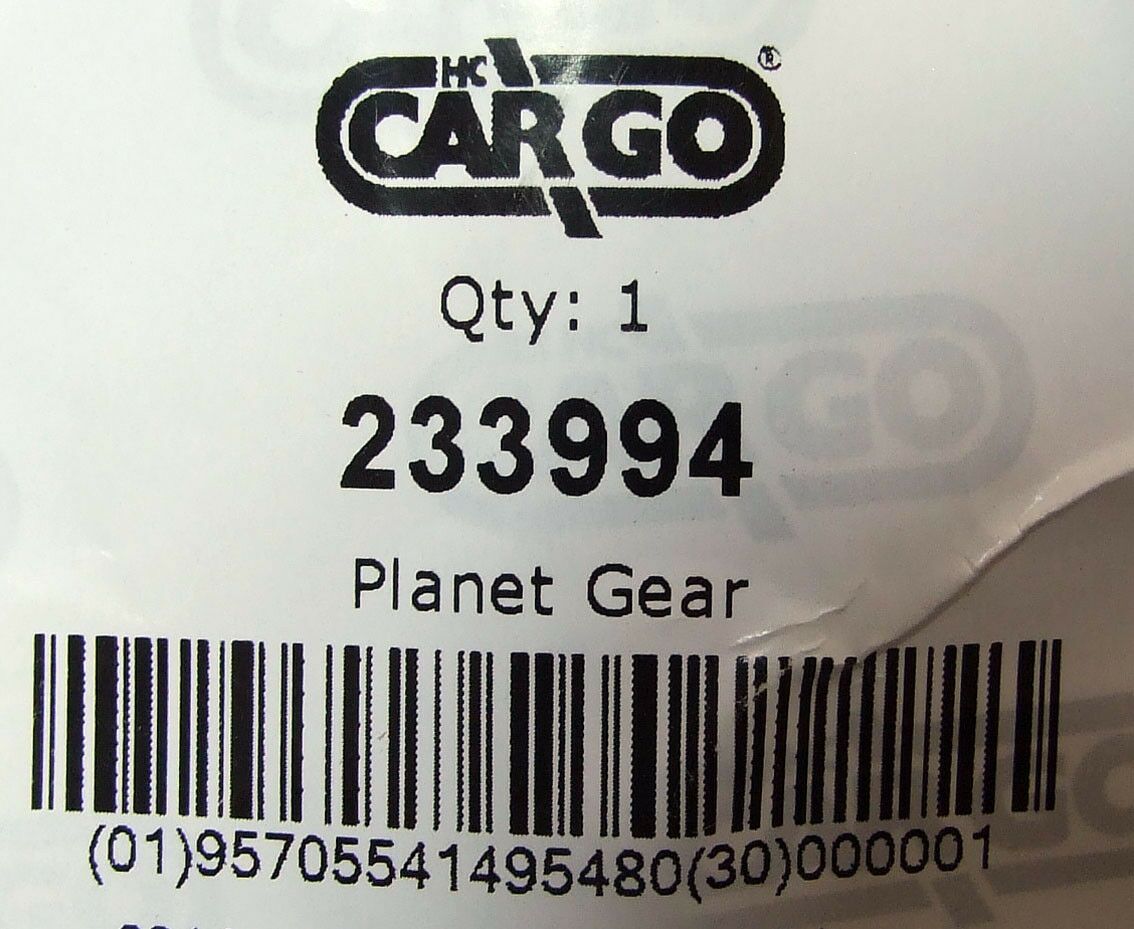 HC
CARGO®
Qty: 1
233994
Planet Gear
(01)95705541495480(30)000001